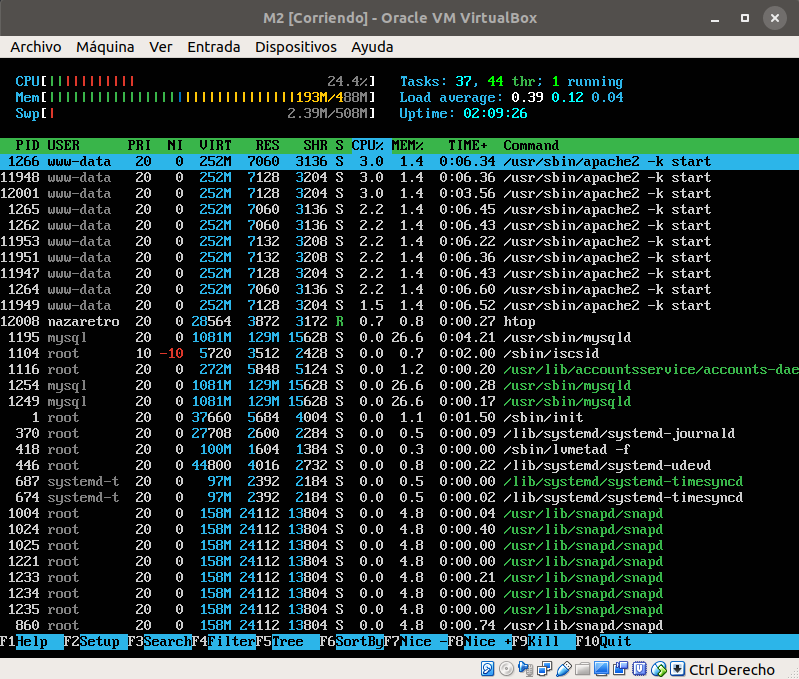 M2 [Corriendo] - Oracle VM VirtualBox
Archivo Máquina Ver Entrada Dispositivos Ayuda
CPU[||||||||||| 24.4%] Tasks: 37, 44 thr; 1 running
Mem[||||||||||||||||||||||||||||||193M/488M] Load average: 0.39 0.12 0.04
Swp[| 2.39M/508M] Uptime: 02:09:26
PID USER PRI NI VIRT RES SHR S CPU% MEM% TIME+ Command
1266 www-data 20 0 252M 7060 3136 S 3.0 1.4 0:06.34 /usr/sbin/apache2 -k start
11948 www-data 20 0 252M 7128 3204 S 3.0 1.4 0:06.36 /usr/sbin/apache2 -k start
12001 www-data 20 0 252M 7128 3204 S 3.0 1.4 0:03.56 /usr/sbin/apache2 -k start
1265 www-data 20 0 252M 7060 3136 S 2.2 1.4 0:06.45 /usr/sbin/apache2 -k start
1262 www-data 20 0 252M 7060 3136 S 2.2 1.4 0:06.43 /usr/sbin/apache2 -k start
11953 www-data 20 0 252M 7132 3208 S 2.2 1.4 0:06.22 /usr/sbin/apache2 -k start
11951 www-data 20 0 252M 7132 3208 S 2.2 1.4 0:06.36 /usr/sbin/apache2 -k start
11947 www-data 20 0 252M 7128 3204 S 2.2 1.4 0:06.43 /usr/sbin/apache2 -k start
1264 www-data 20 0 252M 7060 3136 S 2.2 1.4 0:06.60 /usr/sbin/apache2 -k start
11949 www-data 20 0 252M 7128 3204 S 1.5 1.4 0:06.52 /usr/sbin/apache2 -k start
12008 nazaretro 20 0 28564 3872 3172 R 0.7 0.8 0:00.27 htop
1195 mysql 20 0 1081M 129M 15628 S 0.0 26.6 0:04.21 /usr/sbin/mysqld
1104 root 10 -10 5720 3512 2428 S 0.0 0.7 0:02.00 /sbin/iscsid
1116 root 20 0 272M 5848 5124 S 0.0 1.2 0:00.20 /usr/lib/accountsservice/accounts-dae
1254 mysql 20 0 1081M 129M 15628 S 0.0 26.6 0:00.28 /usr/sbin/mysqld
1249 mysql 20 0 1081M 129M 15628 S 0.0 26.6 0:00.17 /usr/sbin/mysqld
1 root 20 0 37660 5684 4004 S 0.0 1.1 0:01.50 /sbin/init
370 root 20 0 27708 2600 2284 S 0.0 0.5 0:00.09 /lib/systemd/systemd-journald
418 root 20 0 100M 1604 1384 S 0.0 0.3 0:00.00 /sbin/lvmetad -f
446 root 20 0 44800 4016 2732 S 0.0 0.8 0:00.22 /lib/systemd/systemd-udevd
687 systemd-t 20 0 97M 2392 2184 S 0.0 0.5 0:00.00 /lib/systemd/systemd-timesyncd
674 systemd-t 20 0 97M 2392 2184 S 0.0 0.5 0:00.02 /lib/systemd/systemd-timesyncd
1004 root 20 0 158M 24112 13804 S 0.0 4.8 0:00.04 /usr/lib/snapd/snapd
1024 root 20 0 158M 24112 13804 S 0.0 4.8 0:00.40 /usr/lib/snapd/snapd
1025 root 20 0 158M 24112 13804 S 0.0 4.8 0:00.00 /usr/lib/snapd/snapd
1221 root 20 0 158M 24112 13804 S 0.0 4.8 0:00.00 /usr/lib/snapd/snapd
1233 root 20 0 158M 24112 13804 S 0.0 4.8 0:00.21 /usr/lib/snapd/snapd
1234 root 20 0 158M 24112 13804 S 0.0 4.8 0:00.00 /usr/lib/snapd/snapd
1235 root 20 0 158M 24112 13804 S 0.0 4.8 0:00.00 /usr/lib/snapd/snapd
860 root 20 0 158M 24112 13804 S 0.0 4.8 0:00.74 /usr/lib/snapd/snapd
F1Help F2Setup F3SearchF4FilterF5Tree F6SortByF7Nice -F8Nice +F9Kill F10Quit
Ctrl Derecho